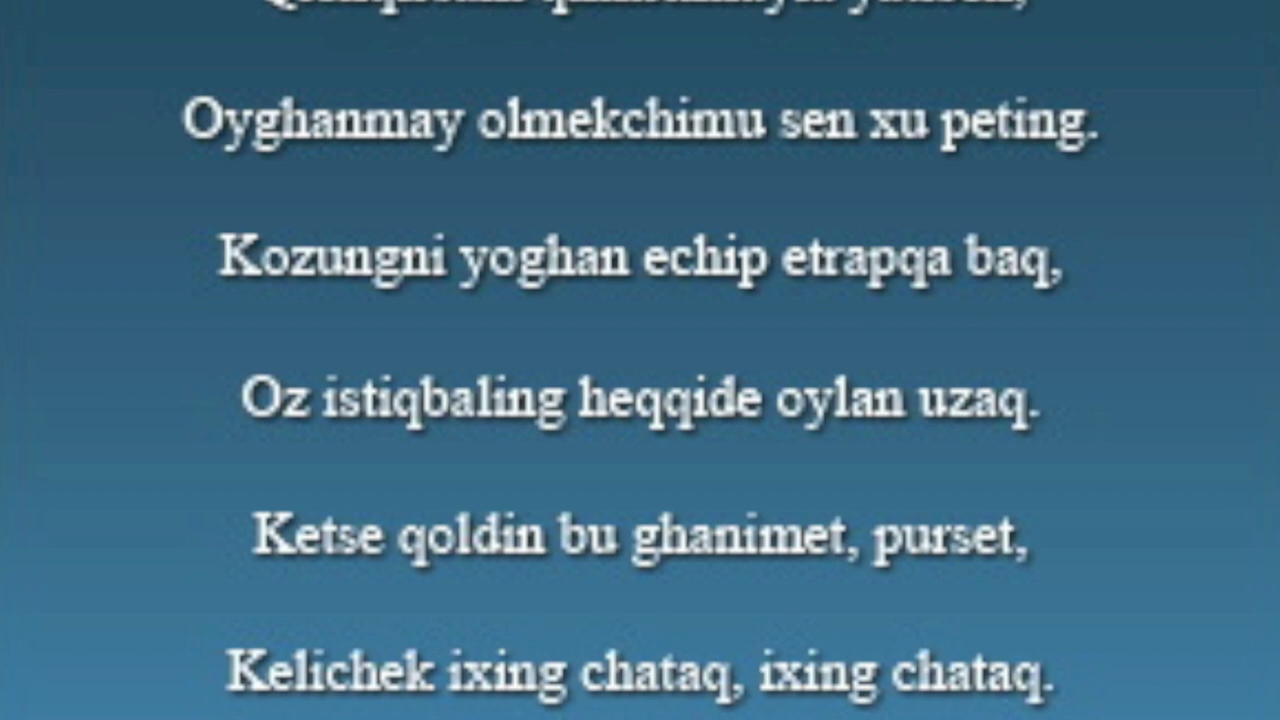 Oyghanmay olmekchimu sen xu peting.
Kozungni yoghan echip etrapqa baq,
Oz istiqbaling heqqide oylan uzaq.
Ketse qoldin bu ghanimet, purset,
Kelichek ixing chataq, ixing chataq.